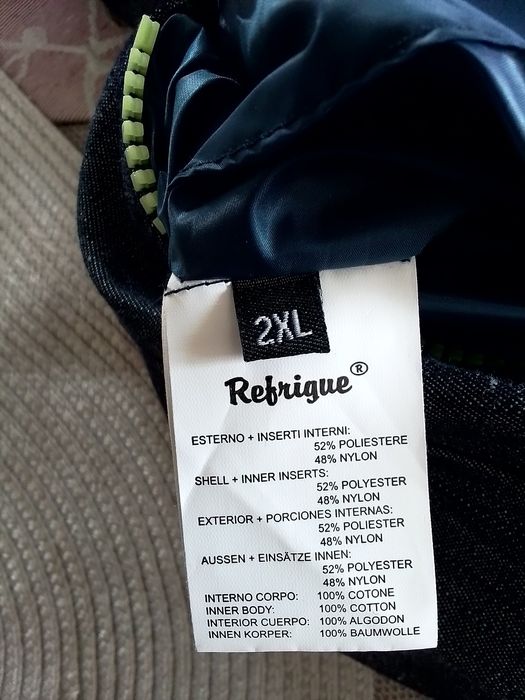 2XL
Refrigue®
ESTERNO + INSERTI INTERNI:
52% POLIESTERE
48% NYLON
SHELL + INNER INSERTS:
52% POLYESTER
48% NYLON
EXTERIOR + PORCIONES INTERNAS:
52% POLIESTER
48% NYLON
AUSSEN + EINSÄTZE INNEN:
52% POLYESTER
48% NYLON
INTERNO CORPO: 100% COTONE
INNER BODY: 100% COTTON
INTERIOR CUERPO: 100% ALGODON
INNEN KORPER: 100% BAUMWOLLE